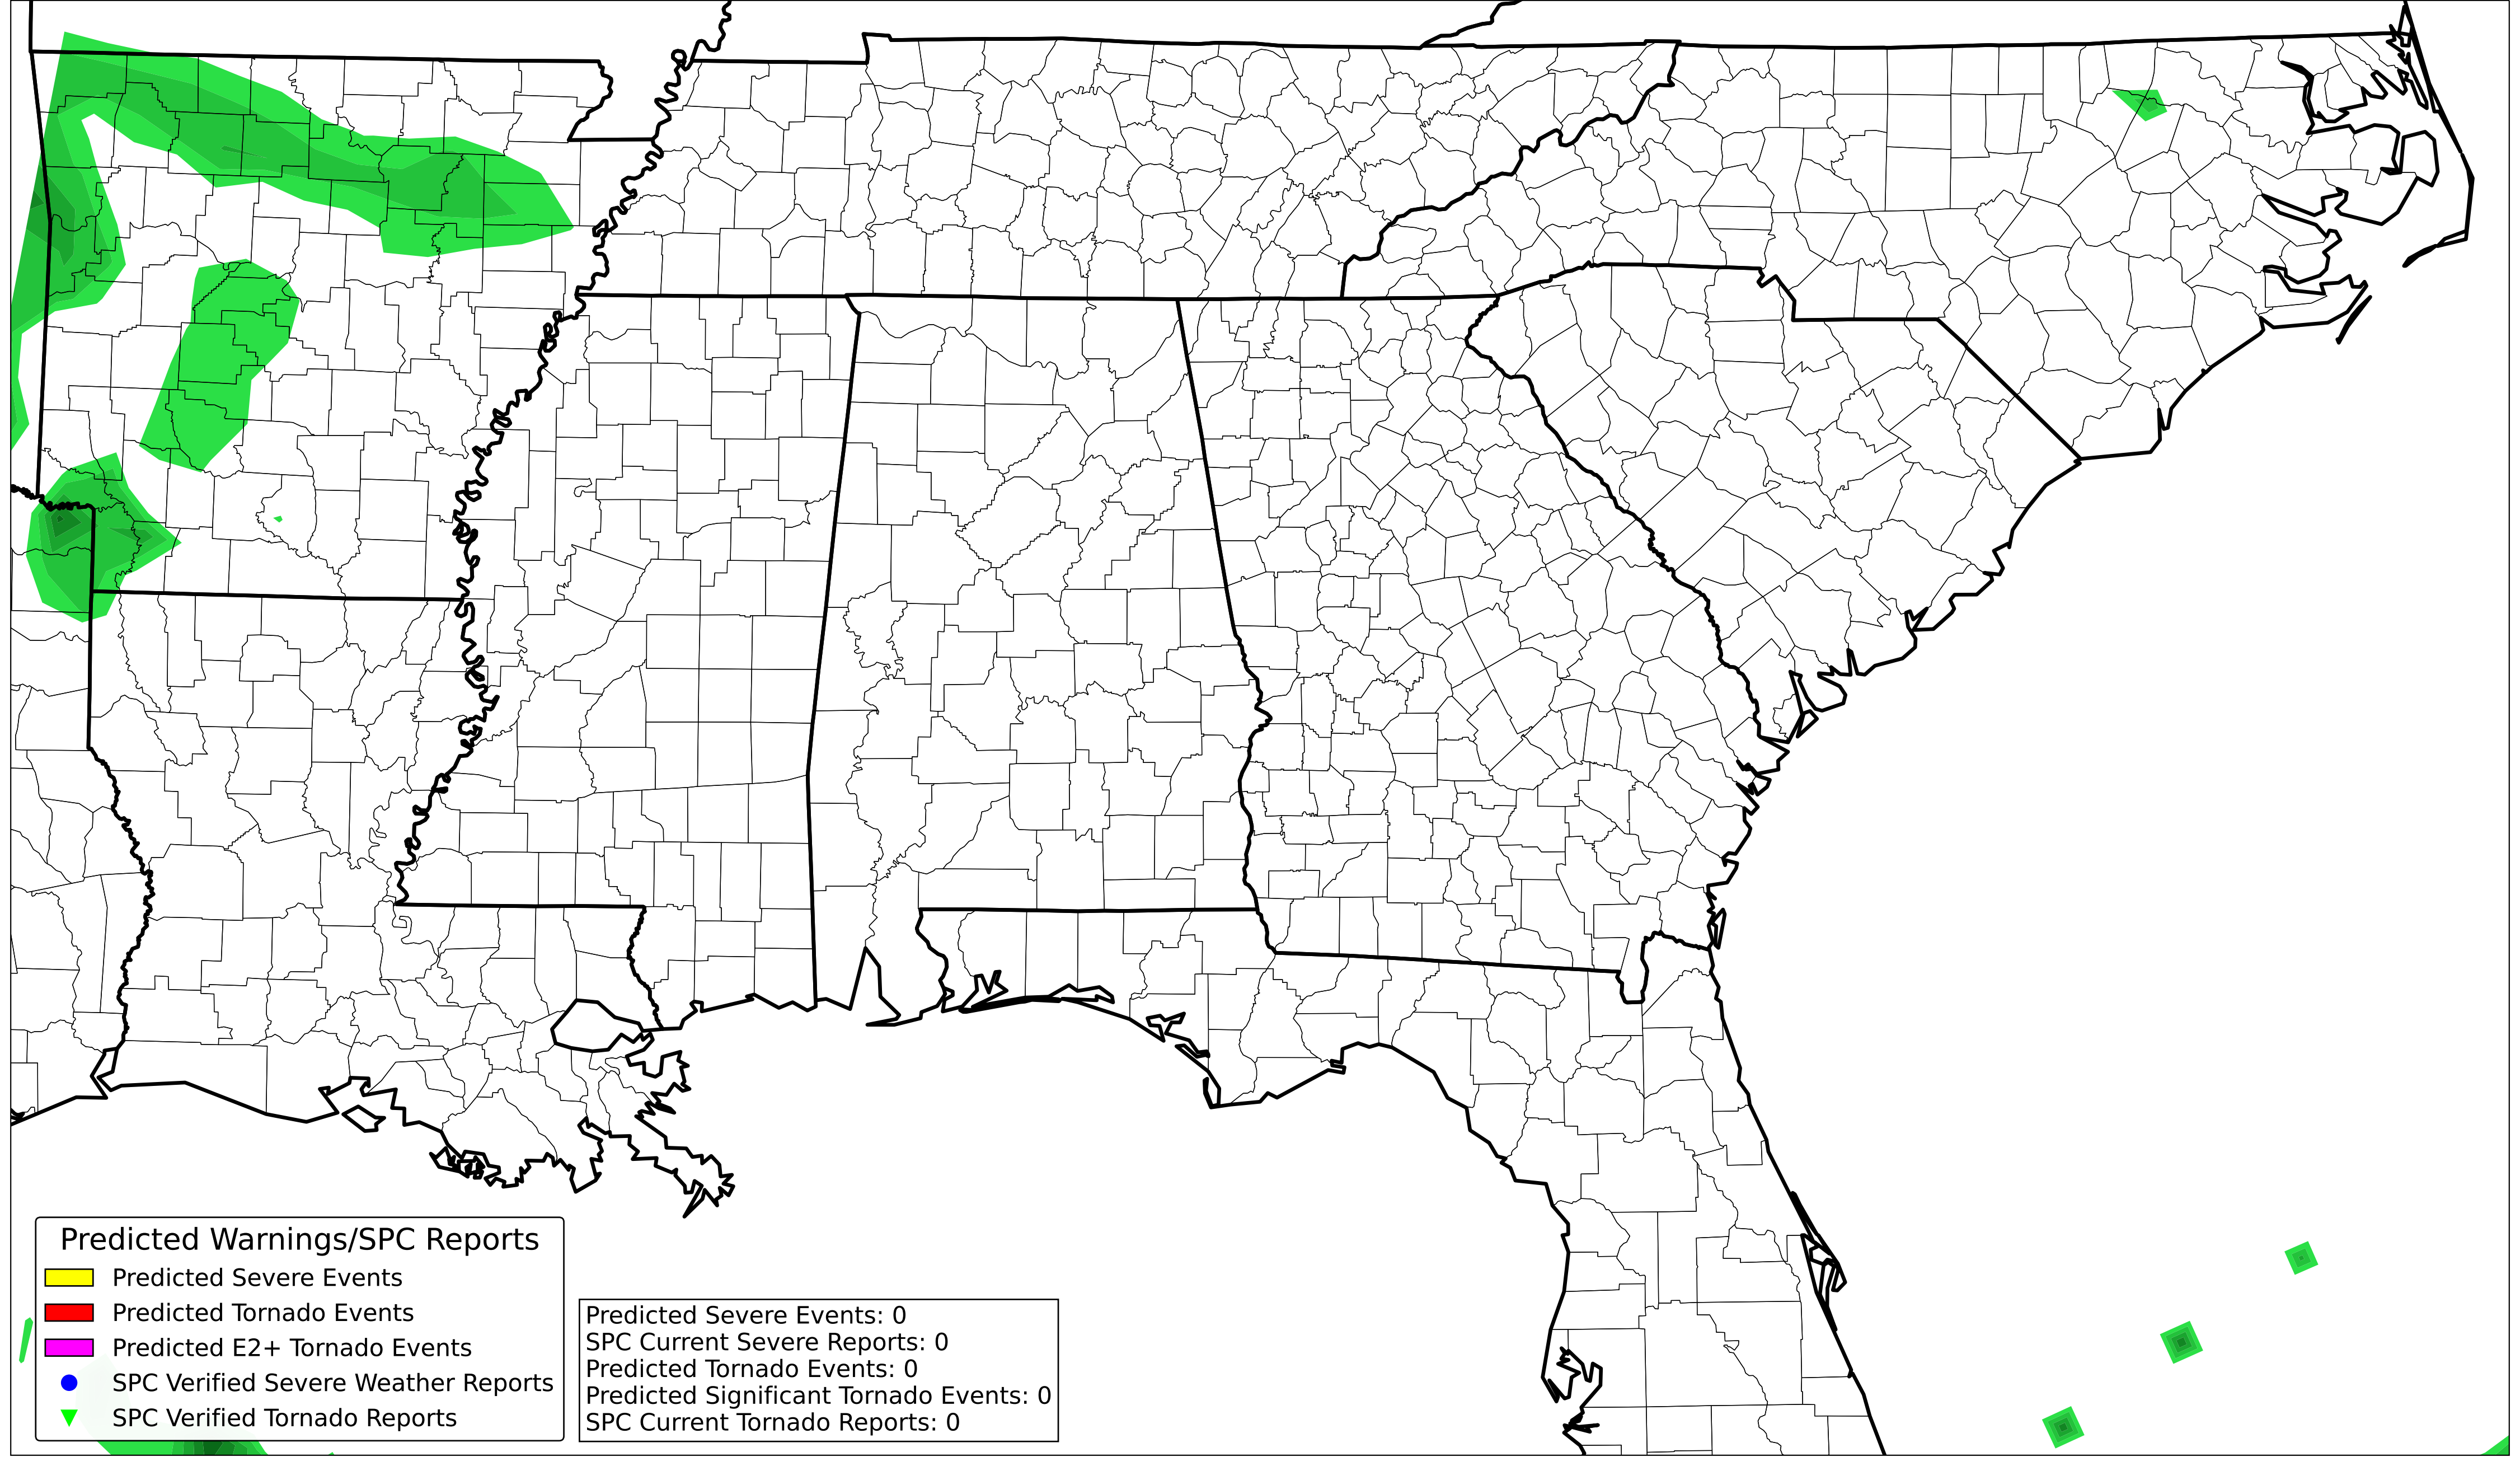 Predicted Warnings/SPC Reports
Predicted Severe Events
Predicted Tornado Events
Predicted E2+ Tornado Events
SPC Verified Severe Weather Reports
SPC Verified Tornado Reports
Predicted Severe Events: 0
SPC Current Severe Reports: 0
Predicted Tornado Events: 0
Predicted Significant Tornado Events: 0
SPC Current Tornado Reports: 0